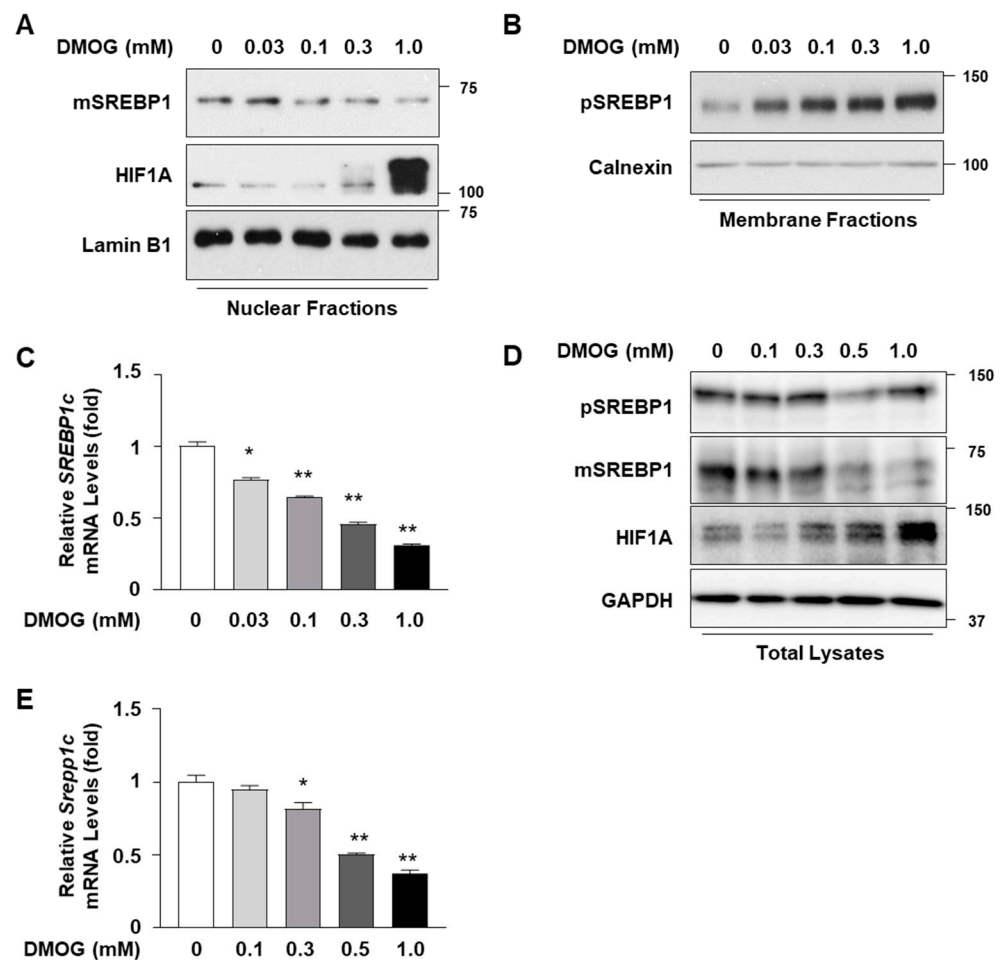 A
DMOG (mM) 0 0.03 0.1 0.3 1.0
mSREBP1
75
HIF1A
100
75
Lamin B1
Nuclear Fractions
B
DMOG (mM) 0 0.03 0.1 0.3 1.0
150
pSREBP1
Calnexin
100
Membrane Fractions
C
Relative SREBP1c
mRNA Levels (fold)
1.5
1
0.5
0
*
**
**
**
DMOG (mM) 0 0.03 0.1 0.3 1.0
D
DMOG (mM) 0 0.1 0.3 0.5 1.0
150
pSREBP1
75
mSREBP1
150
HIF1A
GAPDH
37
Total Lysates
E
Relative Srepp1c
mRNA Levels (fold)
1.5
1
0.5
0
*
**
**
DMOG (mM) 0 0.1 0.3 0.5 1.0